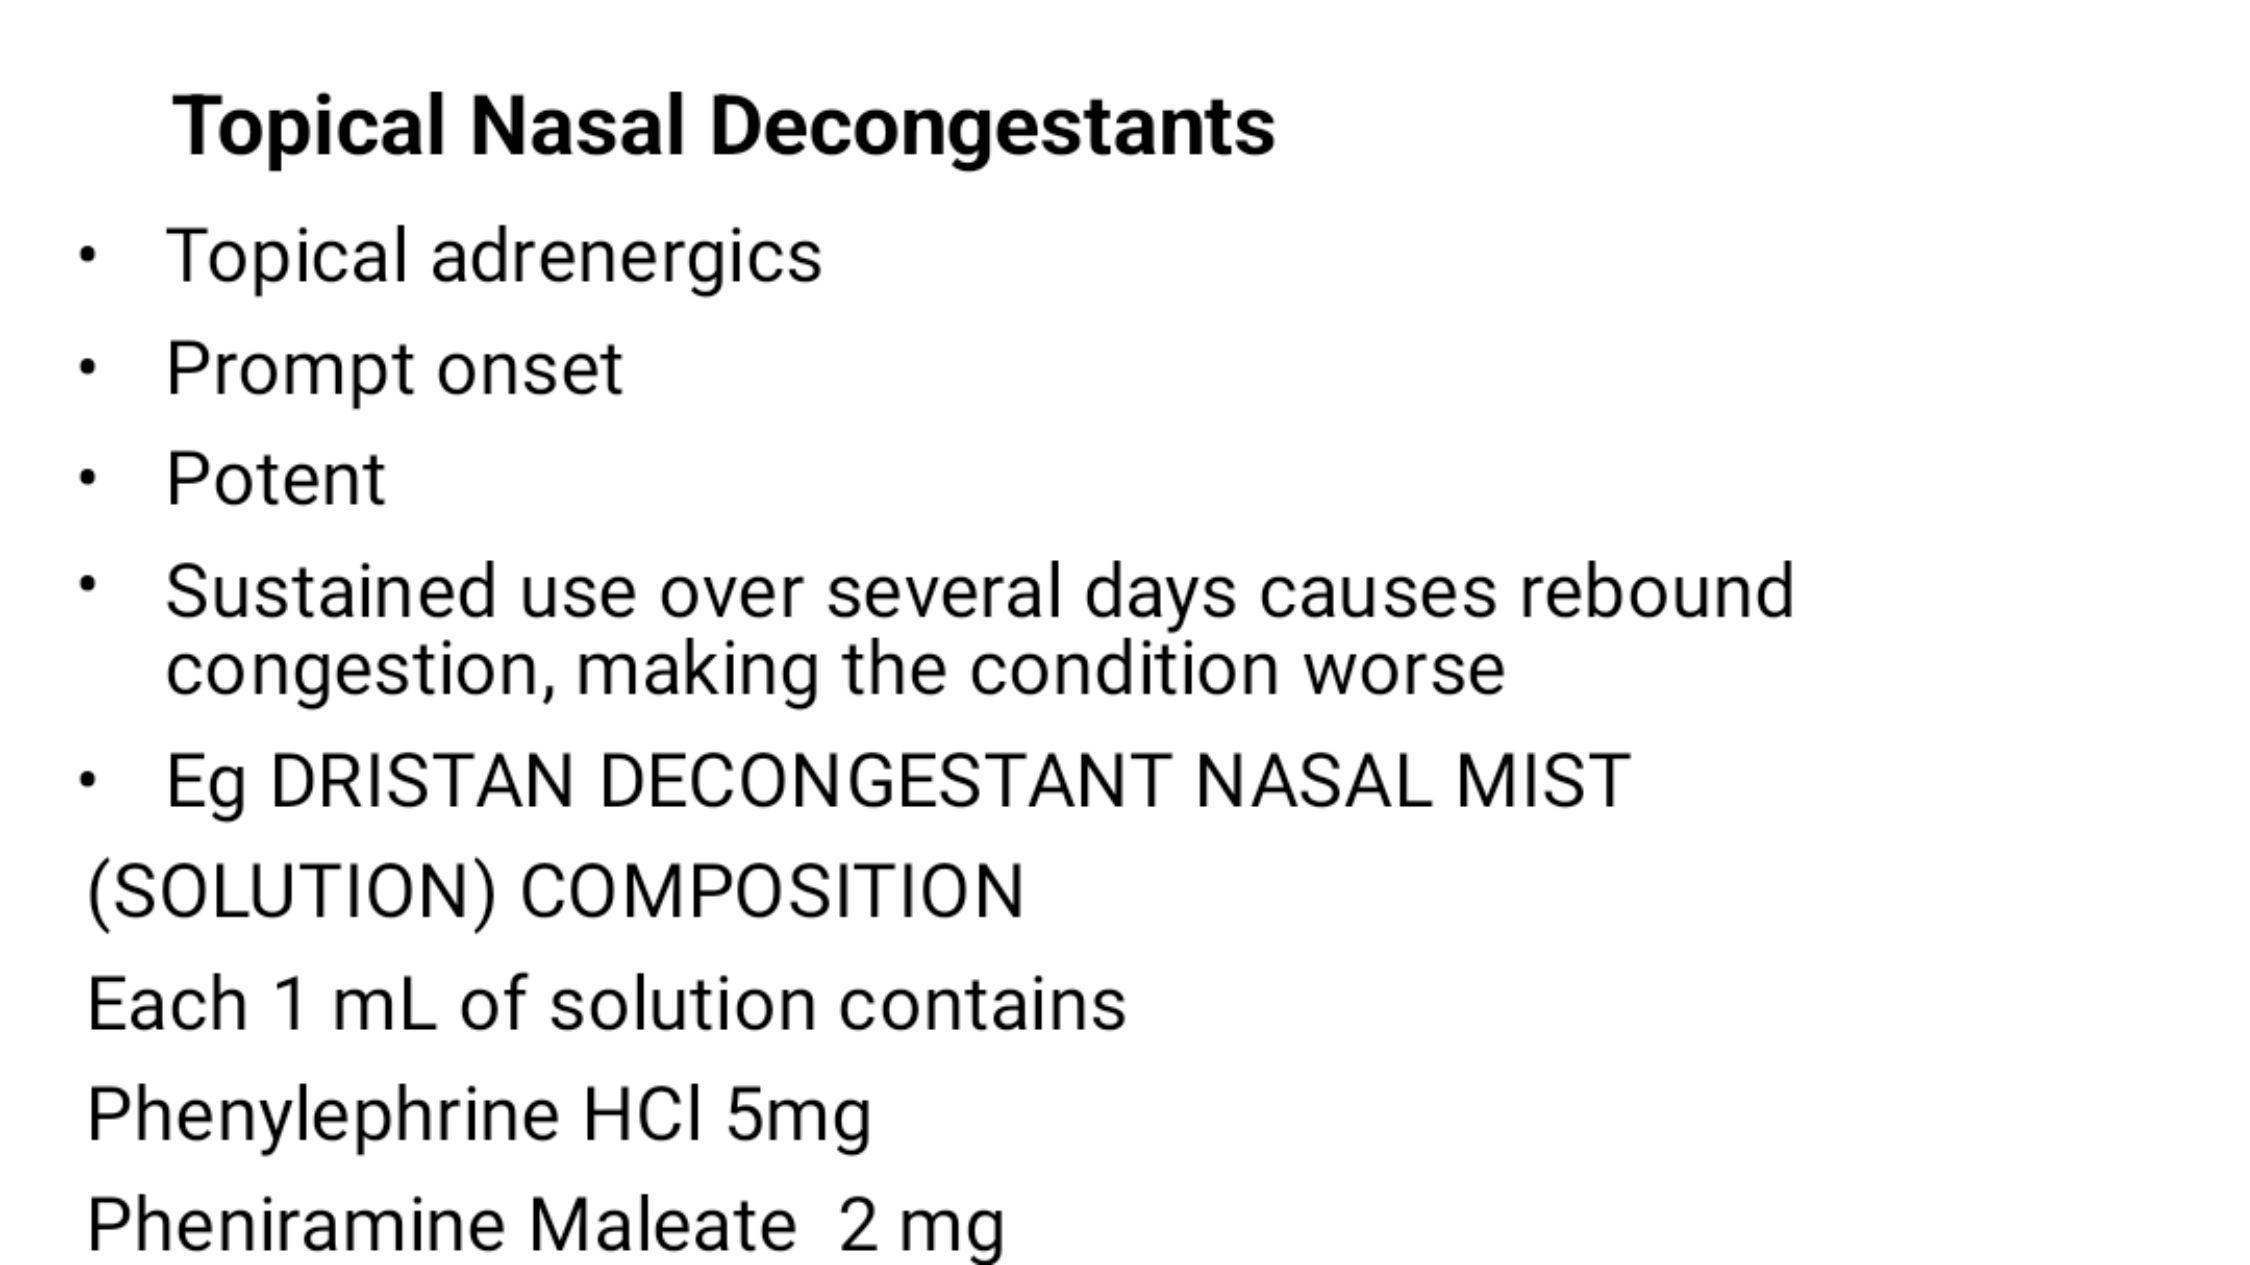 Topical Nasal Decongestants
• Topical adrenergics
• Prompt onset
• Potent
• Sustained use over several days causes rebound
congestion, making the condition worse
• Eg DRISTAN DECONGESTANT NASAL MIST
(SOLUTION) COMPOSITION
Each 1 mL of solution contains
Phenylephrine HCl 5mg
Pheniramine Maleate  2 mg